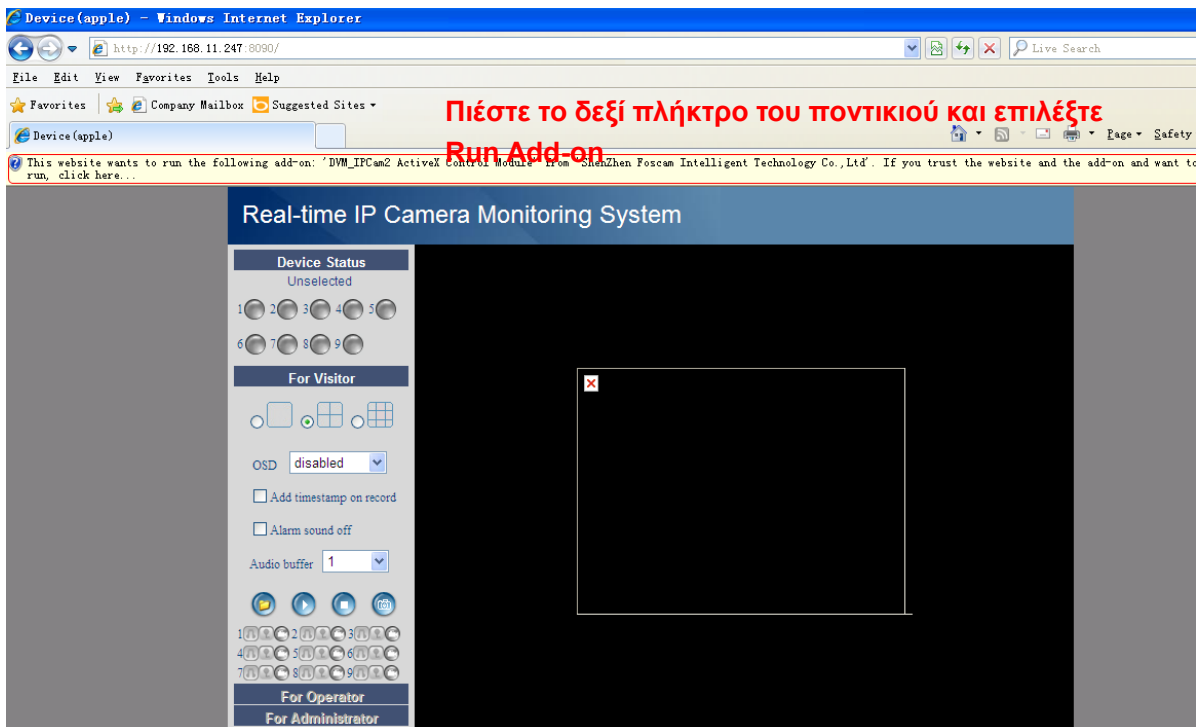 Device(apple) - Windows Internet Explorer
http://192.168.11.247:8090/
Live Search
File Edit View Favorites Tools Help
Favorites Company Mailbox Suggested Sites
Πιέστε το δεξί πλήκτρο του ποντικιού και επιλέξτε
Run Add-on
Device(apple)
Page Safety
This website wants to run the following add-on: 'DVM_IPCam2 ActiveX Control Module' from 'ShenZhen Foscam Intelligent Technology Co.,Ltd'. If you trust the website and the add-on and want to
run, click here...
Real-time IP Camera Monitoring System
Device Status
Unselected
1 2 3 4 5
6 7 8 9
For Visitor
OSD disabled
Add timestamp on record
Alarm sound off
Audio buffer 1
1 2 3
4 5 6
7 8 9
For Operator
For Administrator